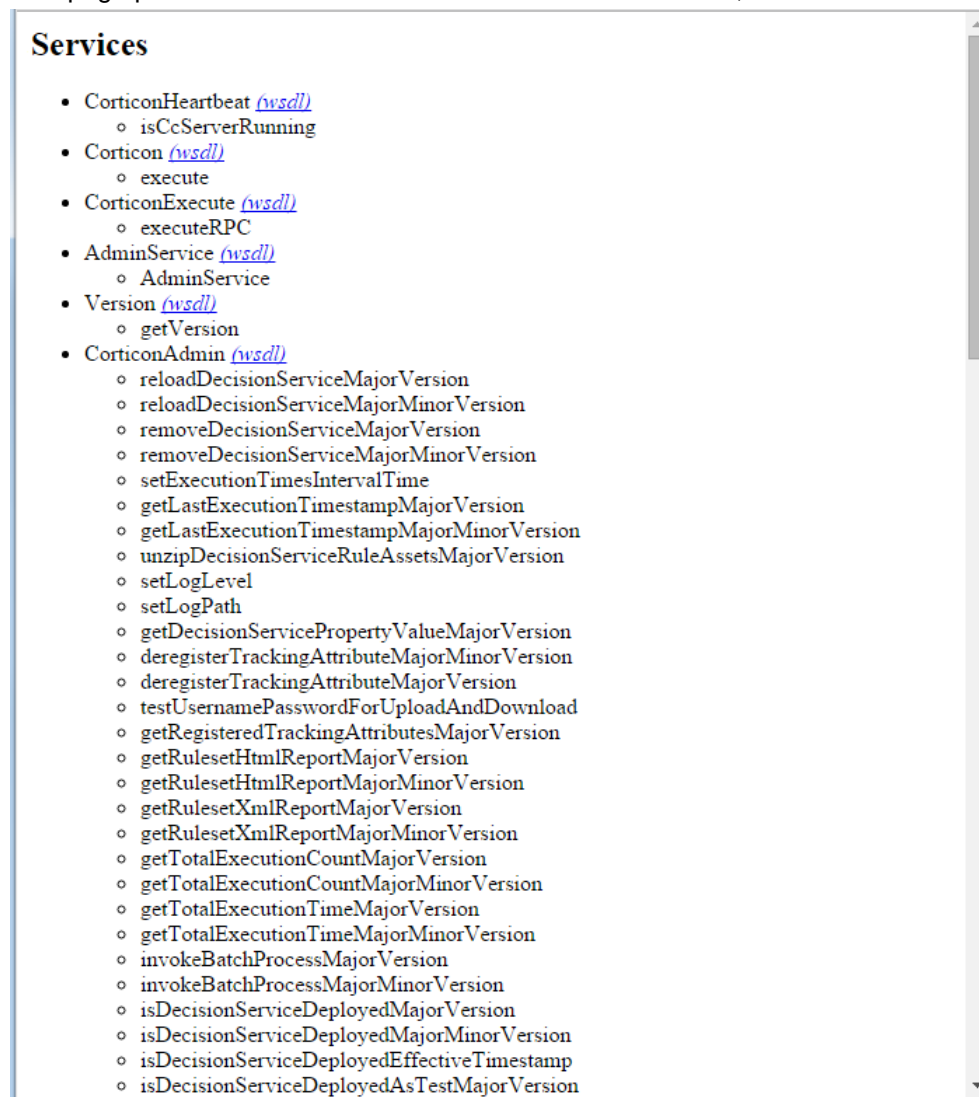 Services
• CorticonHeartbeat (wsdl)
◦ isCcServerRunning
• Corticon (wsdl)
◦ execute
• CorticonExecute (wsdl)
◦ executeRPC
• AdminService (wsdl)
◦ AdminService
• Version (wsdl)
◦ getVersion
• CorticonAdmin (wsdl)
◦ reloadDecisionServiceMajorVersion
◦ reloadDecisionServiceMajorMinorVersion
◦ removeDecisionServiceMajorVersion
◦ removeDecisionServiceMajorMinorVersion
◦ setExecutionTimesIntervalTime
◦ getLastExecutionTimestampMajorVersion
◦ getLastExecutionTimestampMajorMinorVersion
◦ unzipDecisionServiceRuleAssetsMajorVersion
◦ setLogLevel
◦ setLogPath
◦ getDecisionServicePropertyValueMajorVersion
◦ deregisterTrackingAttributeMajorMinorVersion
◦ deregisterTrackingAttributeMajorVersion
◦ testUsernamePasswordForUploadAndDownload
◦ getRegisteredTrackingAttributesMajorVersion
◦ getRulesetHtmlReportMajorVersion
◦ getRulesetHtmlReportMajorMinorVersion
◦ getRulesetXmlReportMajorVersion
◦ getRulesetXmlReportMajorMinorVersion
◦ getTotalExecutionCountMajorVersion
◦ getTotalExecutionCountMajorMinorVersion
◦ getTotalExecutionTimeMajorVersion
◦ getTotalExecutionTimeMajorMinorVersion
◦ invokeBatchProcessMajorVersion
◦ invokeBatchProcessMajorMinorVersion
◦ isDecisionServiceDeployedMajorVersion
◦ isDecisionServiceDeployedMajorMinorVersion
◦ isDecisionServiceDeployedEffectiveTimestamp
◦ isDecisionServiceDeployedAsTestMajorVersion